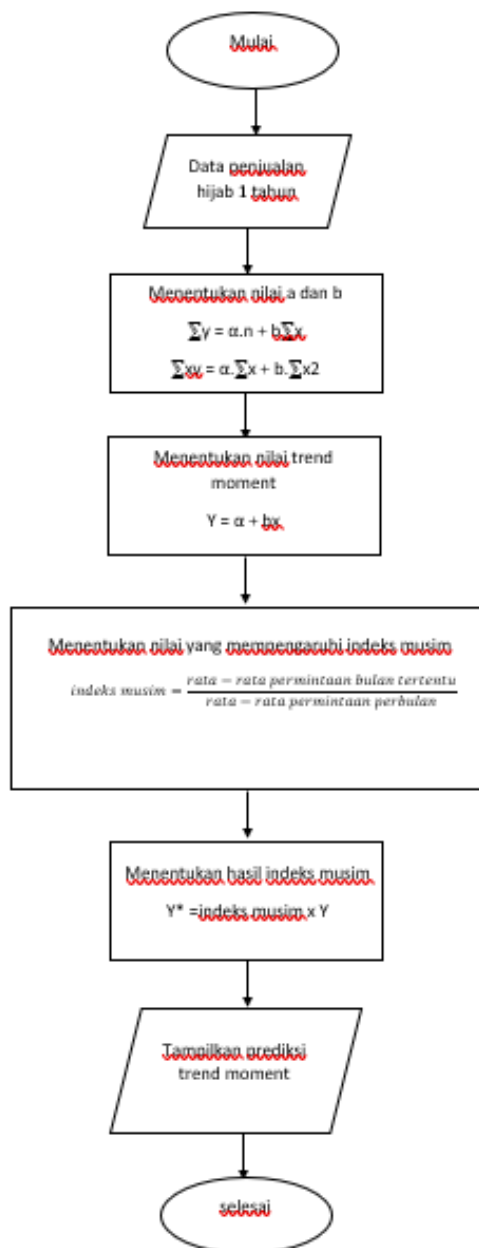 Mulai
Data penjualan
hijab 1 tahun
Menentukan nilai a dan b
∑y = α.n + b∑x
∑xy = α.∑x + b.∑x2
Menentukan nilai trend
moment
Y = α + bx
Menentukan nilai yang mempengaruhi indeks musim
indeks musim = rata − rata permintaan bulan tertentu
rata − rata permintaan perbulan
Menentukan hasil indeks musim
Y* =indeks musim x Y
Tampilkan prediksi
trend moment
selesai